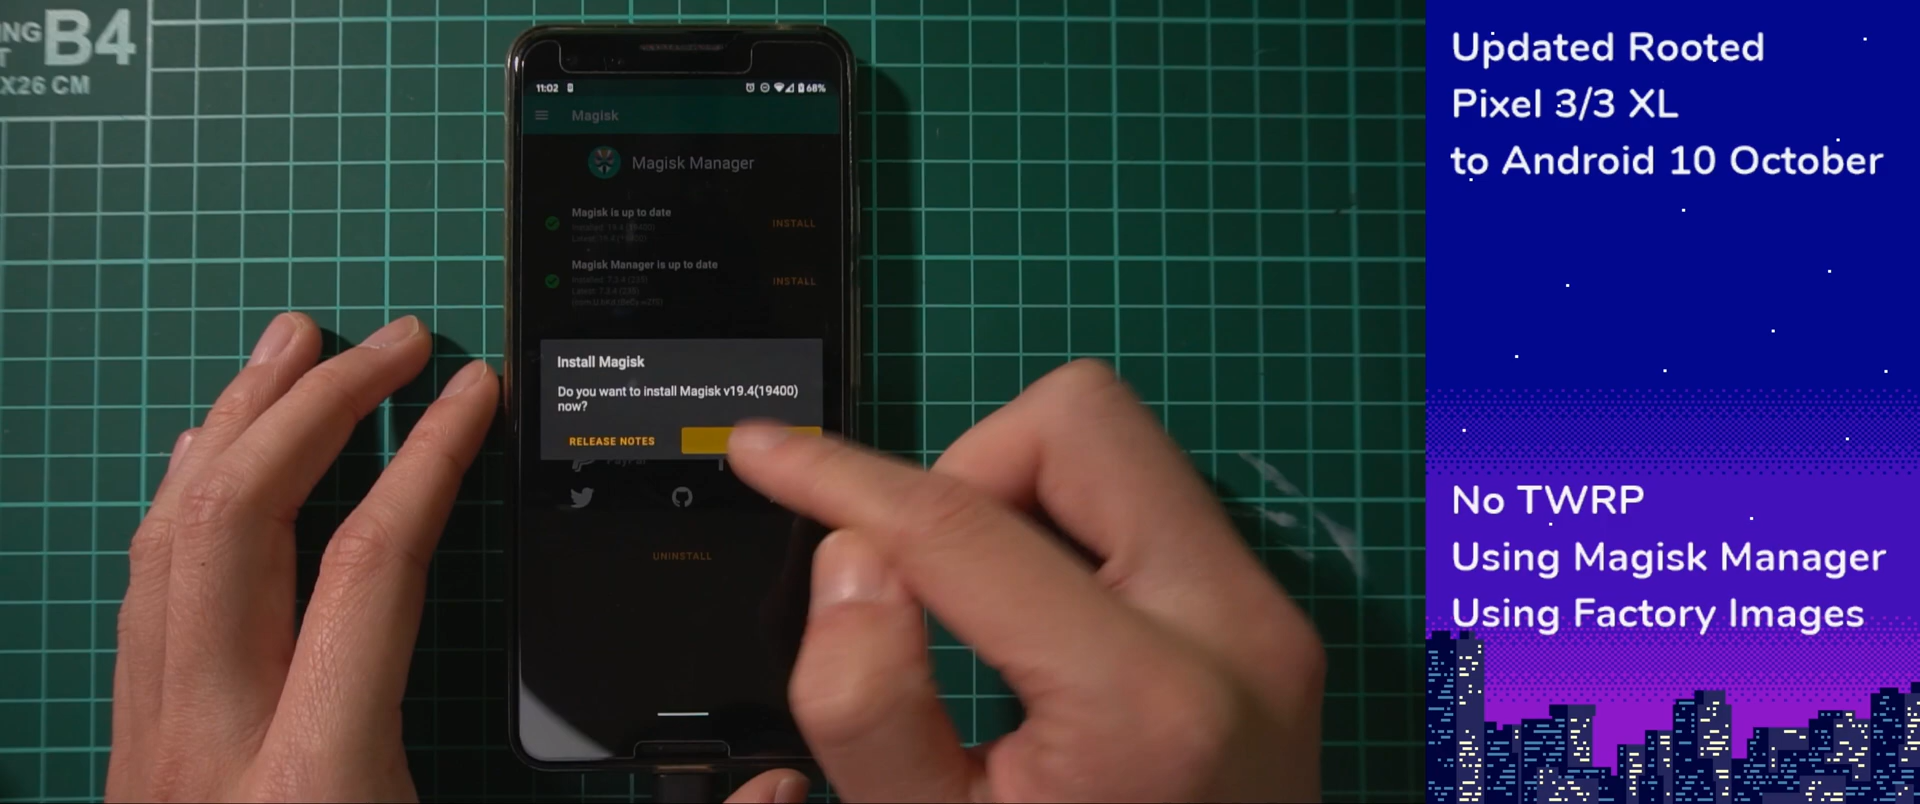 B4
X26 CM
11:02
68%
Magisk
Magisk Manager
Magisk is up to date
INSTALL
Magisk Manager is up to date
INSTALL
Install Magisk
Do you want to install Magisk v19.4(19400)
now?
RELEASE NOTES
UNINSTALL
Updated Rooted
Pixel 3/3 XL
to Android 10 October
No TWRP
Using Magisk Manager
Using Factory Images